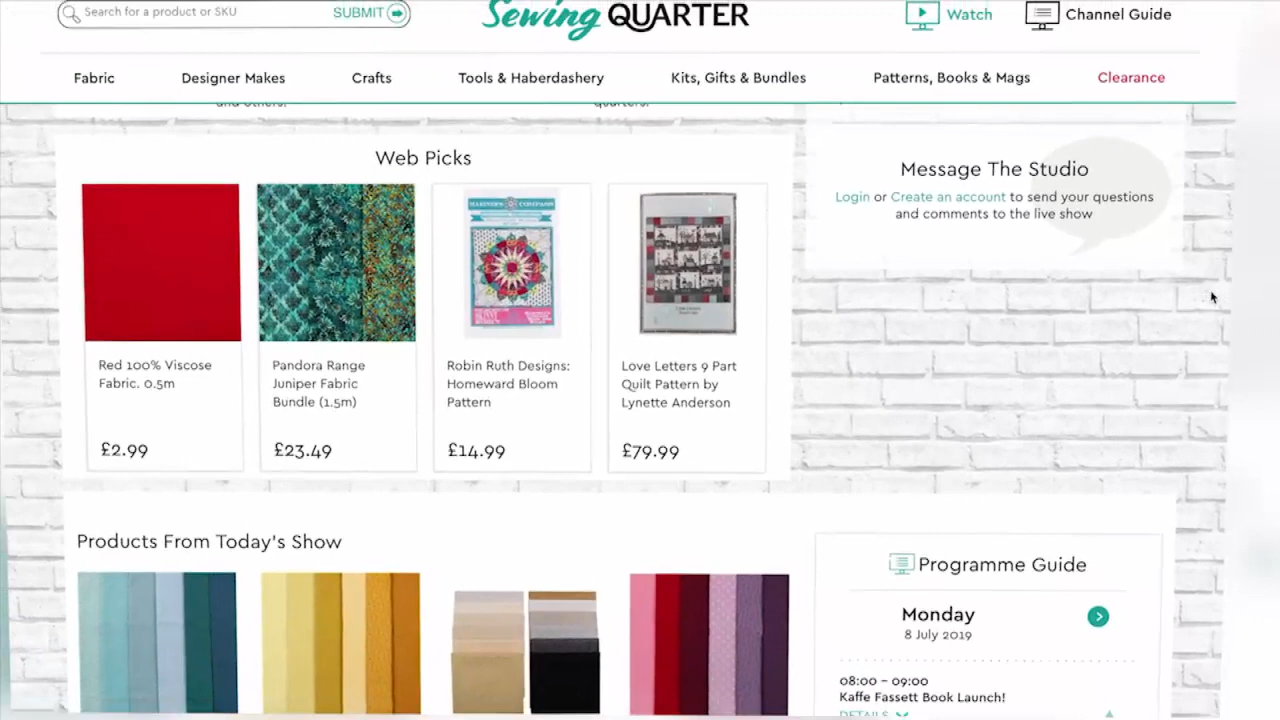 Search for a product or SKU
SUBMIT
Sewing QUARTER
Watch
Channel Guide
Fabric
Designer Makes
Crafts
Tools & Haberdashery
Kits, Gifts & Bundles
Patterns, Books & Mags
Clearance
and others.
quarters.
Web Picks
Message The Studio
Login or Create an account to send your questions
and comments to the live show
MARINER'S COMPASS
Red 100% Viscose
Fabric. 0.5m
£2.99
Pandora Range
Juniper Fabric
Bundle (1.5m)
£23.49
Robin Ruth Designs:
Homeward Bloom
Pattern
£14.99
Love Letters 9 Part
Quilt Pattern by
Lynette Anderson
£79.99
Products From Today's Show
Programme Guide
Monday
8 July 2019
08:00 - 09:00
Kaffe Fassett Book Launch!
DETAILS